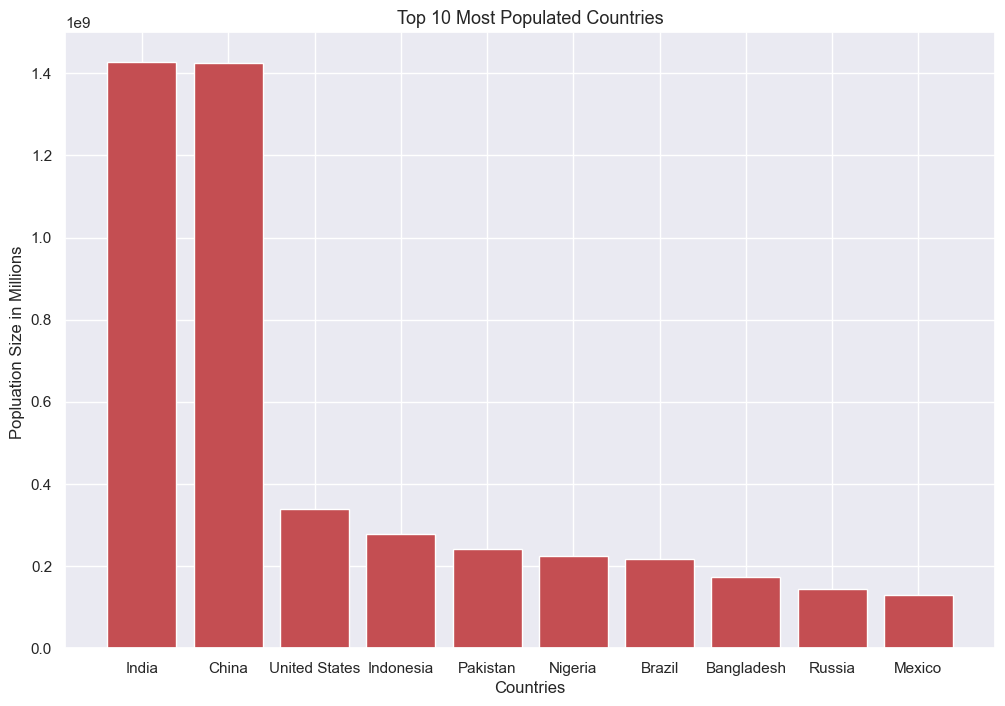 Top 10 Most Populated Countries
1e9
1.4
1.2
1.0
0.8
0.6
0.4
0.2
0.0
Popluation Size in Millions
India China United States Indonesia Pakistan Nigeria Brazil Bangladesh Russia Mexico
Countries